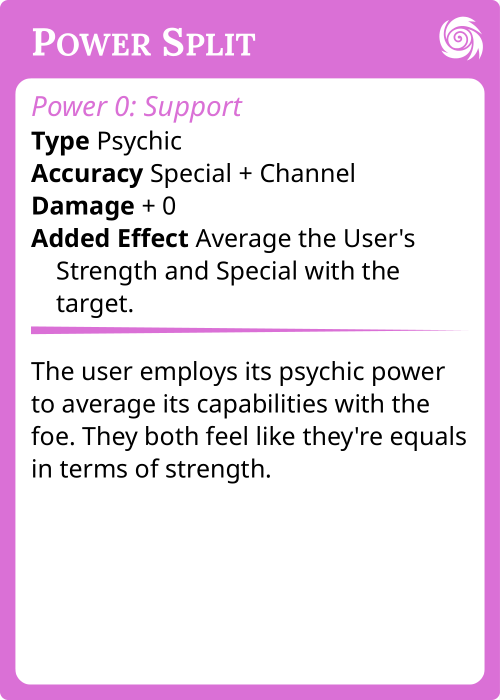 Power Split
Power 0: Support
Type Psychic
Accuracy Special + Channel
Damage + 0
Added Effect Average the User's
Strength and Special with the
target.
The user employs its psychic power
to average its capabilities with the
foe. They both feel like they're equals
in terms of strength.